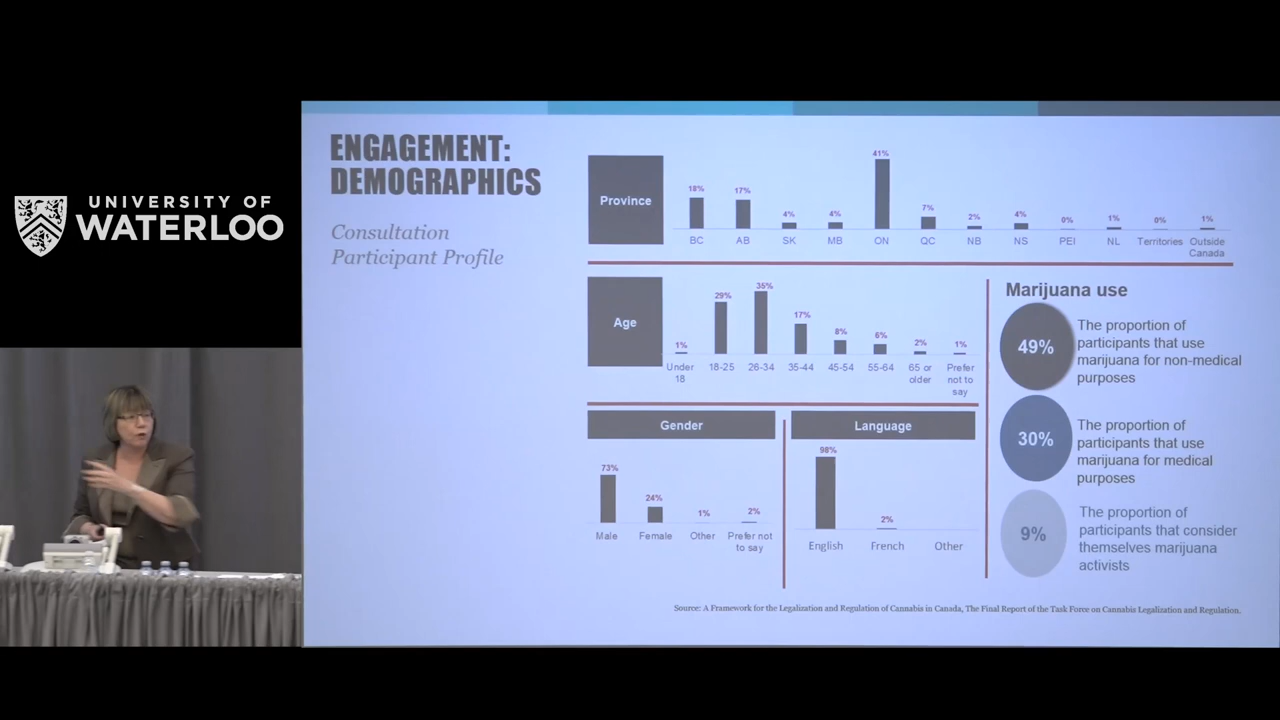 UNIVERSITY OF
WATERLOO
ENGAGEMENT:
DEMOGRAPHICS
Consultation
Participant Profile
Province
18%
17%
4%
4%
41%
7%
2%
4%
0%
1%
0%
1%
BC
AB
SK
MB
ON
QC
NB
NS
PEI
NL
Territories
Outside
Canada
Age
1%
29%
35%
17%
8%
6%
2%
1%
Under
18
18-25
26-34
35-44
45-54
55-64
65 or
older
Prefer
not to
say
Gender
73%
24%
1%
2%
Male
Female
Other
Prefer not
to say
Language
98%
2%
English
French
Other
Marijuana use
49%
The proportion of
participants that use
marijuana for non-medical
purposes
30%
The proportion of
participants that use
marijuana for medical
purposes
9%
The proportion of
participants that consider
themselves marijuana
activists
Source: A Framework for the Legalization and Regulation of Cannabis in Canada, The Final Report of the Task Force on Cannabis Legalization and Regulation.